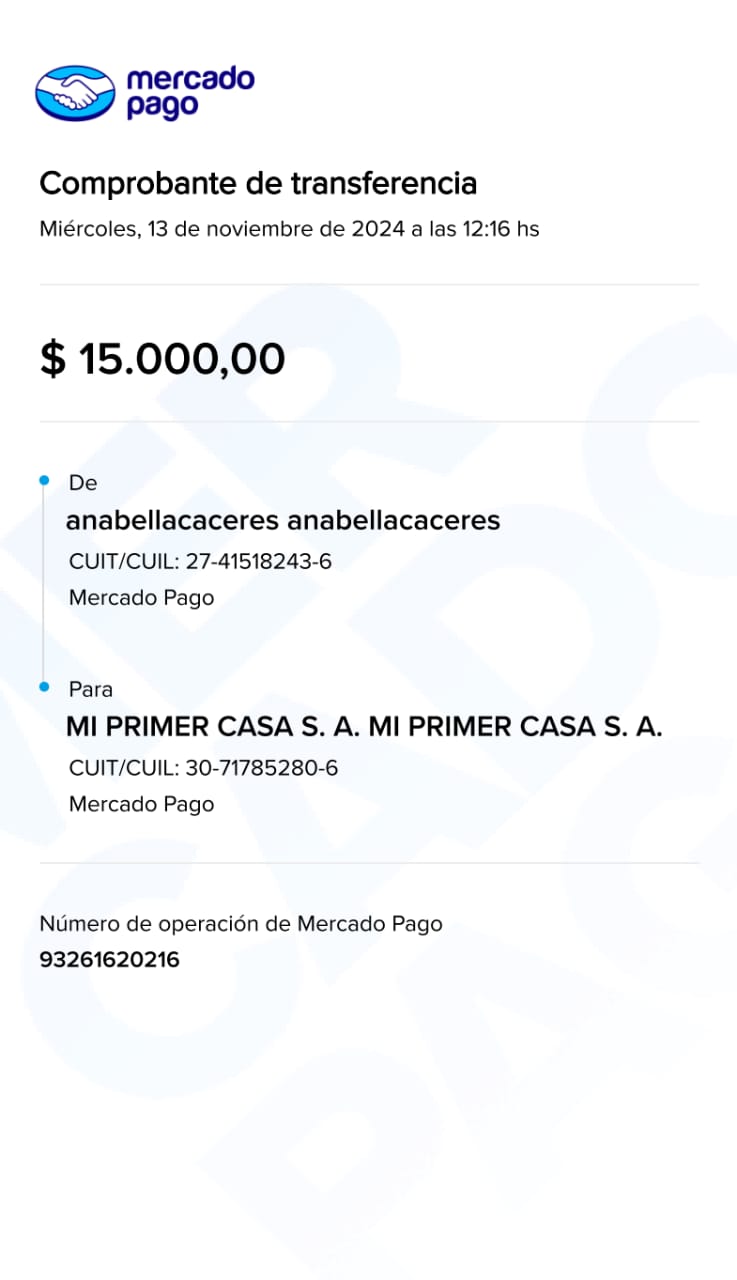 mercado
pago
Comprobante de transferencia
Miércoles, 13 de noviembre de 2024 a las 12:16 hs
$ 15.000,00
De
anabellacaceres anabellacaceres
CUIT/CUIL: 27-41518243-6
Mercado Pago
Para
MI PRIMER CASA S. A. MI PRIMER CASA S. A.
CUIT/CUIL: 30-71785280-6
Mercado Pago
Número de operación de Mercado Pago
93261620216